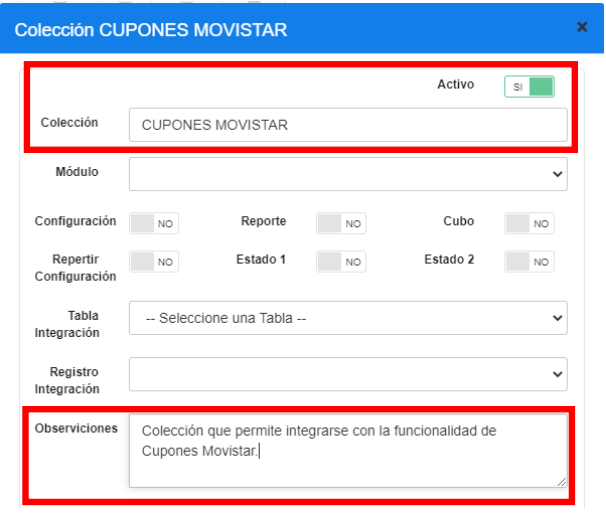 Colección CUPONES MOVISTAR ×
Activo SI
Colección CUPONES MOVISTAR
Módulo
Configuración NO Reporte NO Cubo NO
Repertir Configuración NO Estado 1 NO Estado 2 NO
Tabla Integración -- Seleccione una Tabla --
Registro Integración
Observiciones Colección que permite integrarse con la funcionalidad de
Cupones Movistar.